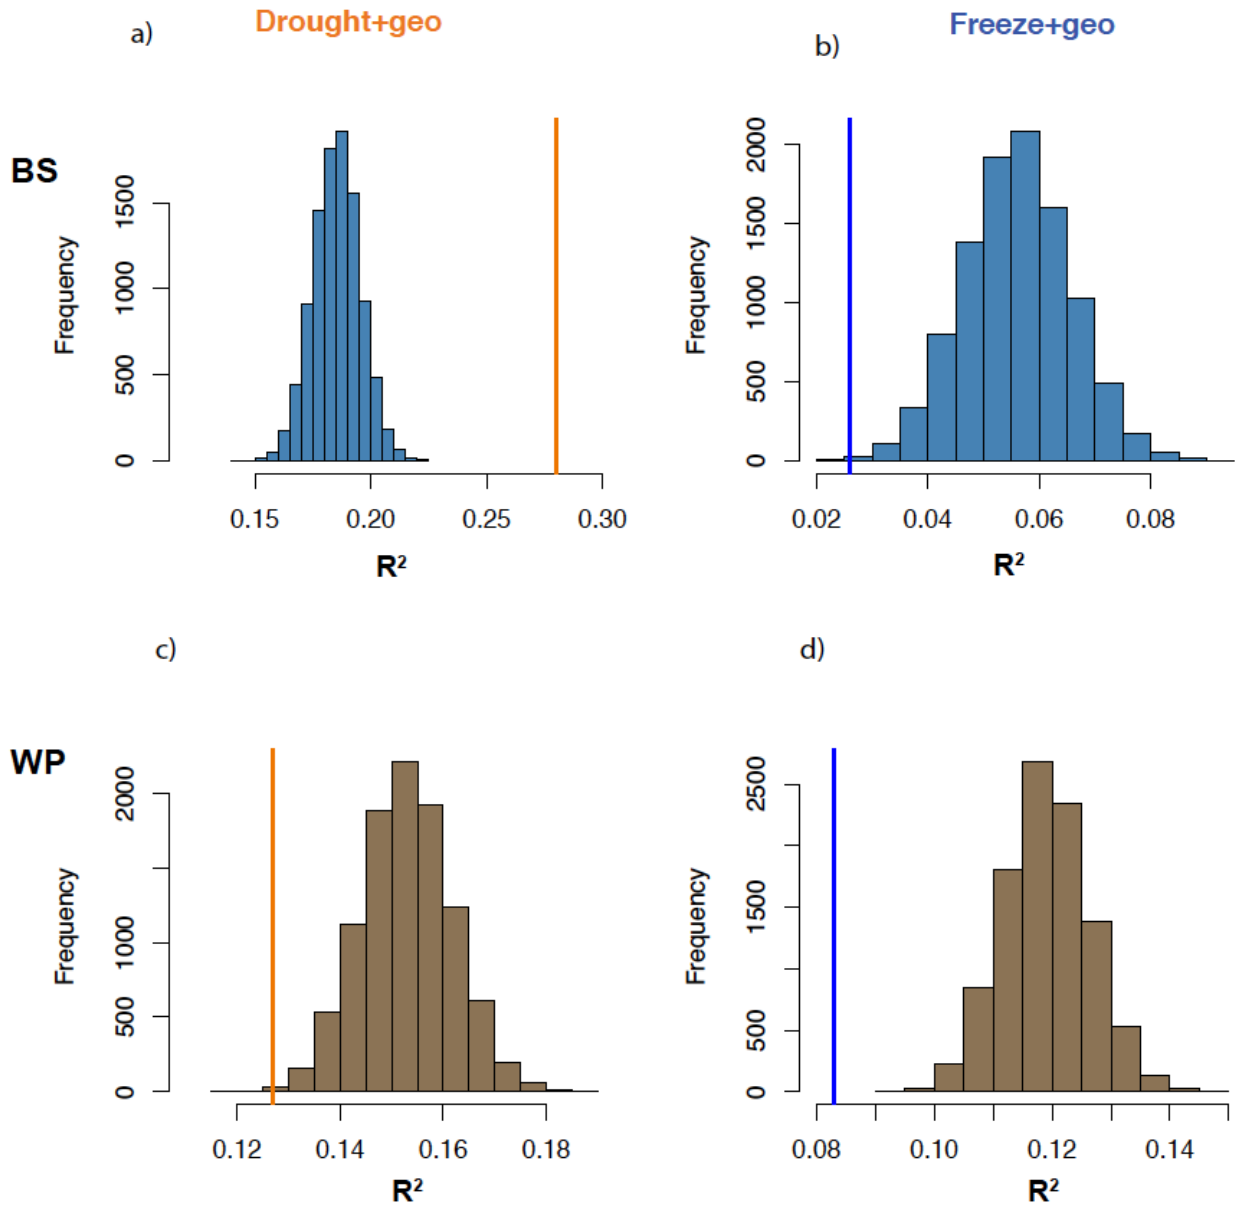 a)
Drought+geo
b)
Freeze+geo
BS
Frequency
0
500
1000
1500
0.15
0.20
0.25
0.30
R²
Frequency
0
500
1000
1500
2000
0.02
0.04
0.06
0.08
R²
c)
d)
WP
Frequency
0
500
1000
2000
0.12
0.14
0.16
0.18
R²
Frequency
0
500
1500
2500
0.08
0.10
0.12
0.14
R²